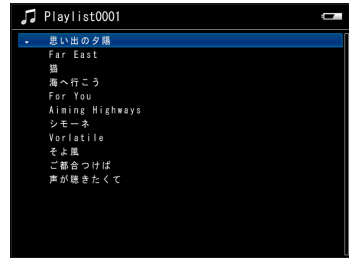 Playlist0001
思い出の夕陽
Far East
猫
海へ行こう
For You
Aiming Highways
シモーネ
Vorlatile
そよ風
ご都合つけば
声が聴きたくて